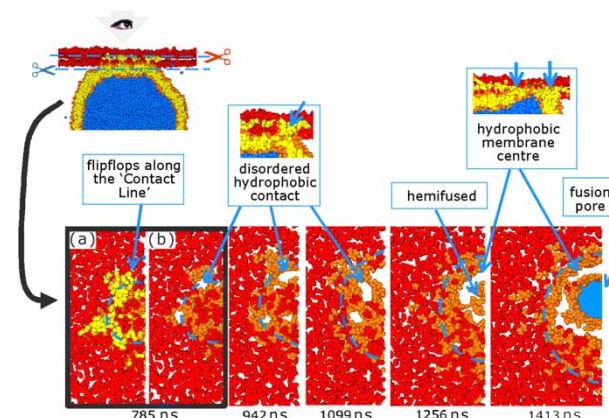 flipflops along
the 'Contact
Line'
disordered
hydrophobic
contact
hydrophobic
membrane
centre
hemifused
fusion
pore
(a)
(b)
785 ns
942 ns
1099 ns
1256 ns
1413 ns